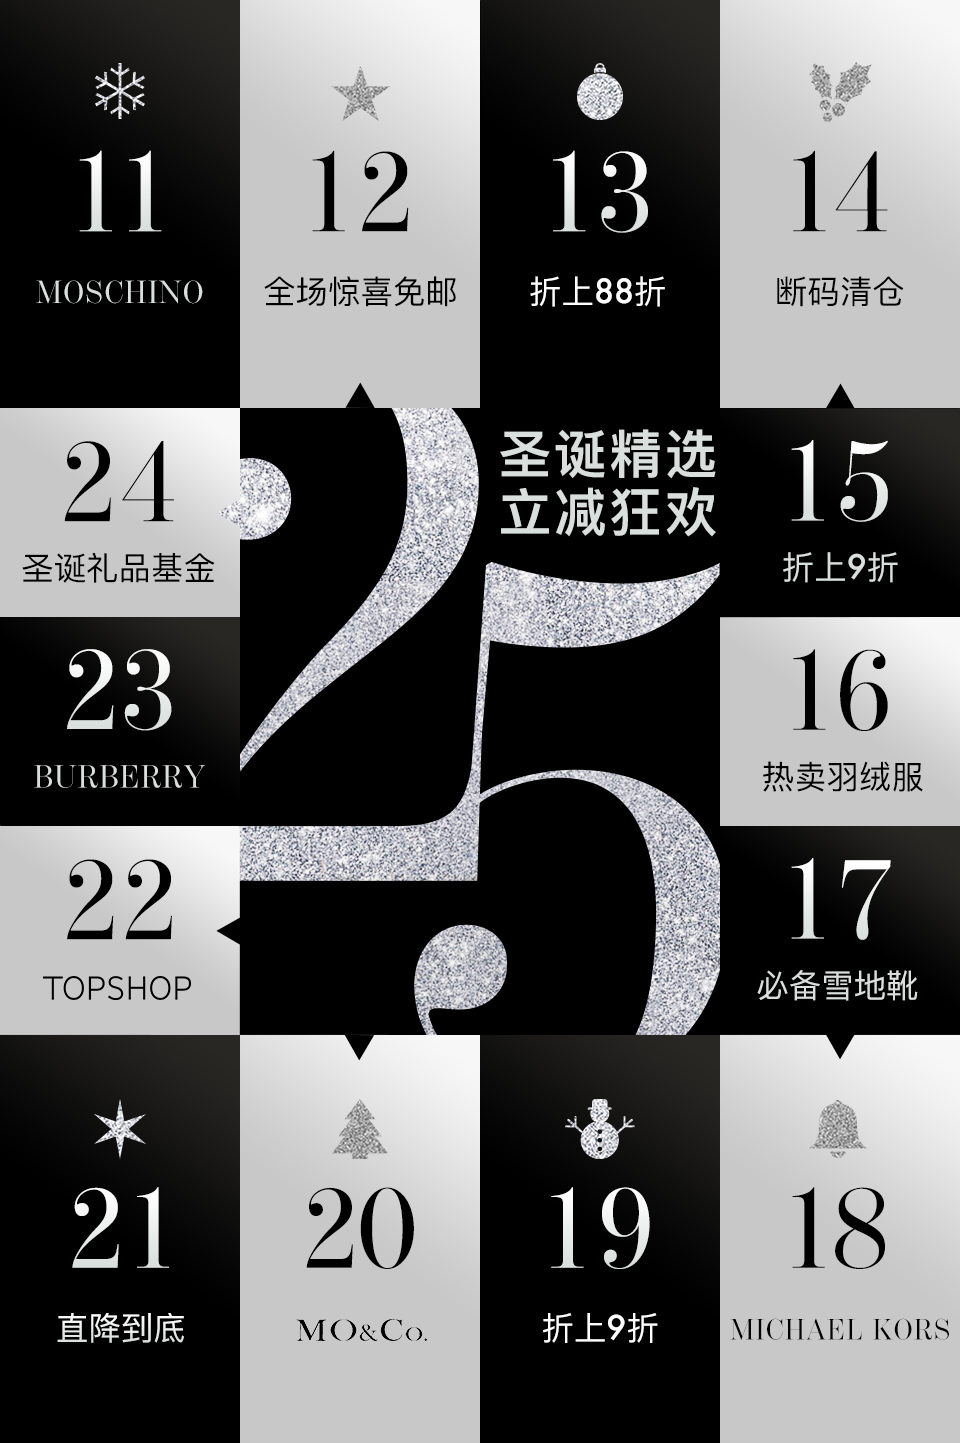 11
MOSCHINO
12
全场惊喜免邮
13
折上88折
14
断码清仓
24
圣诞礼品基金
25
圣诞精选
立减狂欢
15
折上9折
23
BURBERRY
16
热卖羽绒服
22
TOPSHOP
17
必备雪地靴
21
直降到底
20
MO&Co.
19
折上9折
18
MICHAEL KORS